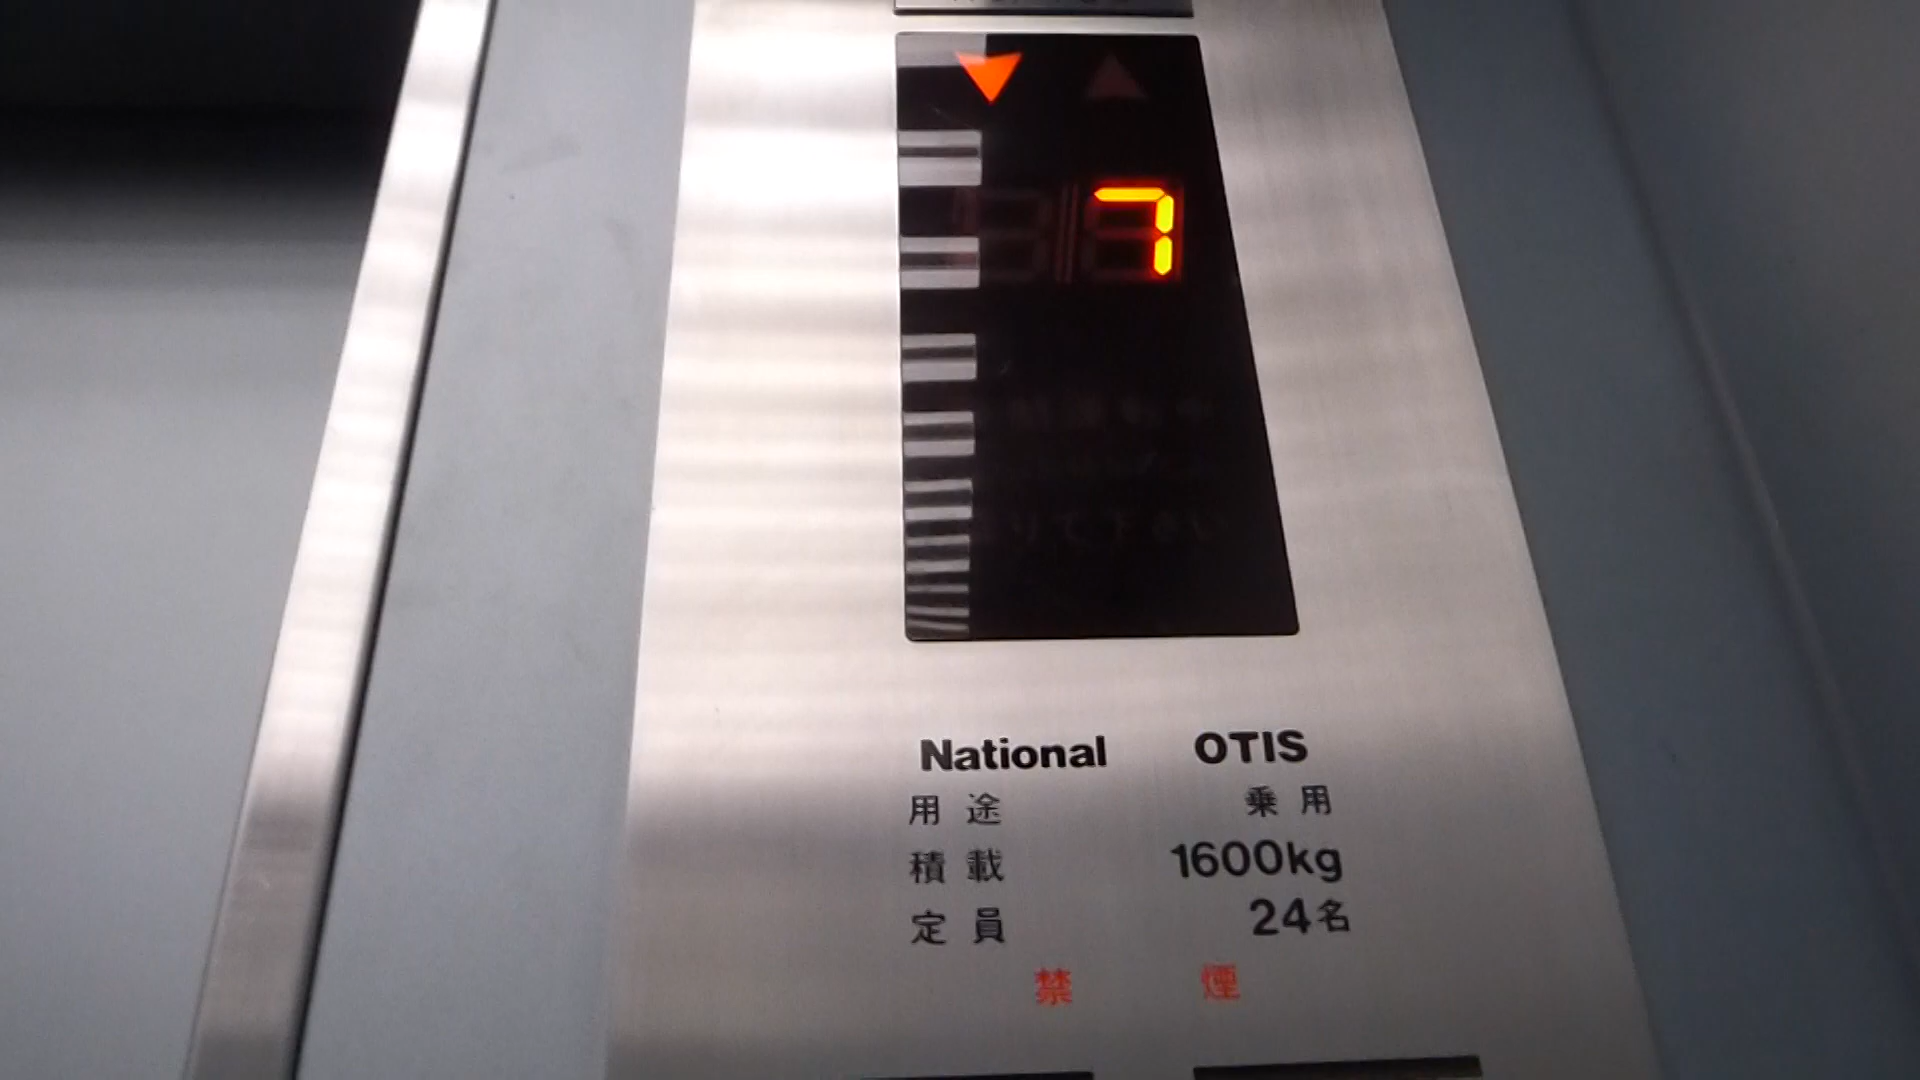 7
National OTIS
用途 乗用
積載 1600kg
定員 24名
禁煙